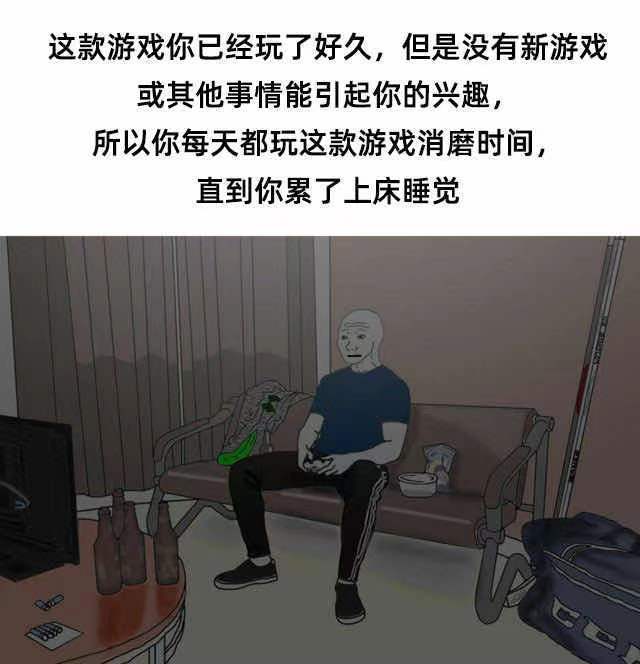 这款游戏你已经玩了好久，但是没有新游戏
或其他事情能引起你的兴趣，
所以你每天都玩这款游戏消磨时间，
直到你累了上床睡觉